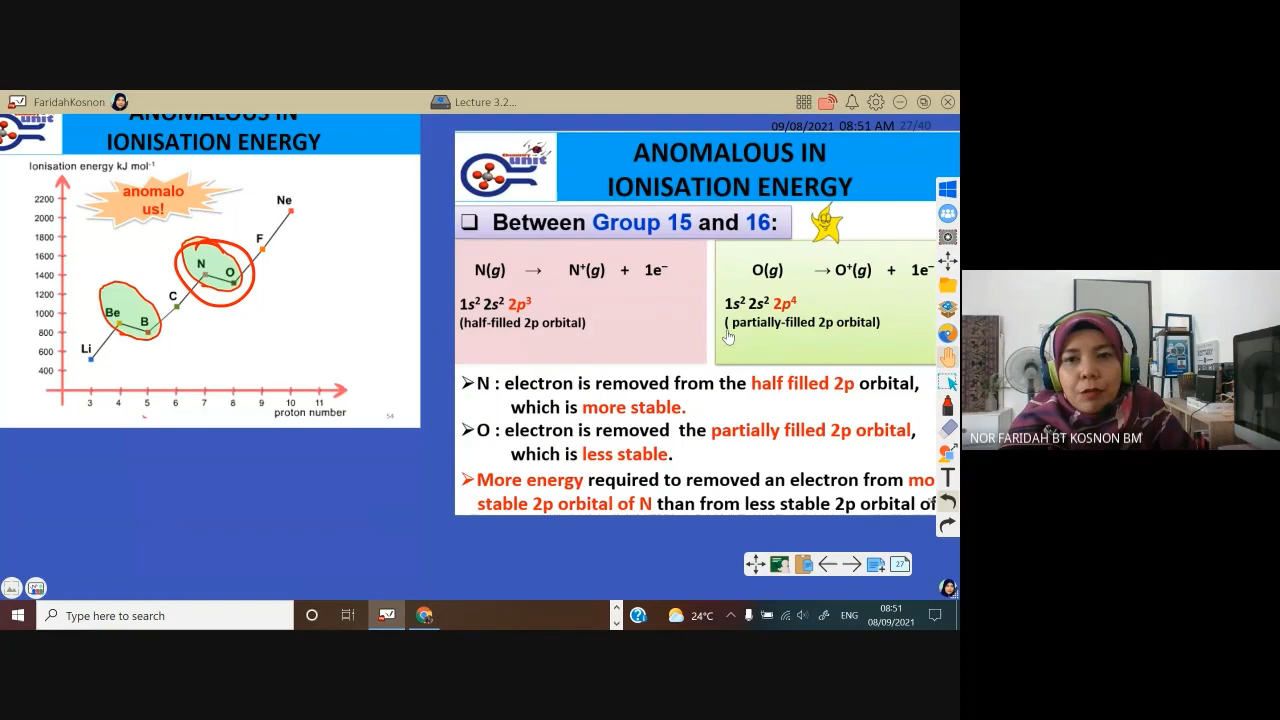 FaridahKosnon
Lecture 3.2...
ANOMALOUS IN
IONISATION ENERGY
Ionisation energy kJ mol⁻¹
anomalo
us!
2200
2000
1800
1600
1400
1200
1000
800
600
400
Li
Be
B
C
N
O
F
Ne
3 4 5 6 7 8 9 10 11
proton number
54
09/08/2021 08:51 AM 27/40
unit
ANOMALOUS IN
IONISATION ENERGY
❑ Between Group 15 and 16:
N(g) → N⁺(g) + 1e⁻
1s² 2s² 2p³
(half-filled 2p orbital)
O(g) → O⁺(g) + 1e⁻
1s² 2s² 2p⁴
( partially-filled 2p orbital)
➢N : electron is removed from the half filled 2p orbital,
which is more stable.
➢O : electron is removed the partially filled 2p orbital,
which is less stable.
➢More energy required to removed an electron from mo
stable 2p orbital of N than from less stable 2p orbital of
T
27
NOR FARIDAH BT KOSNON BM
Type here to search
24°C
ENG
08:51
08/09/2021